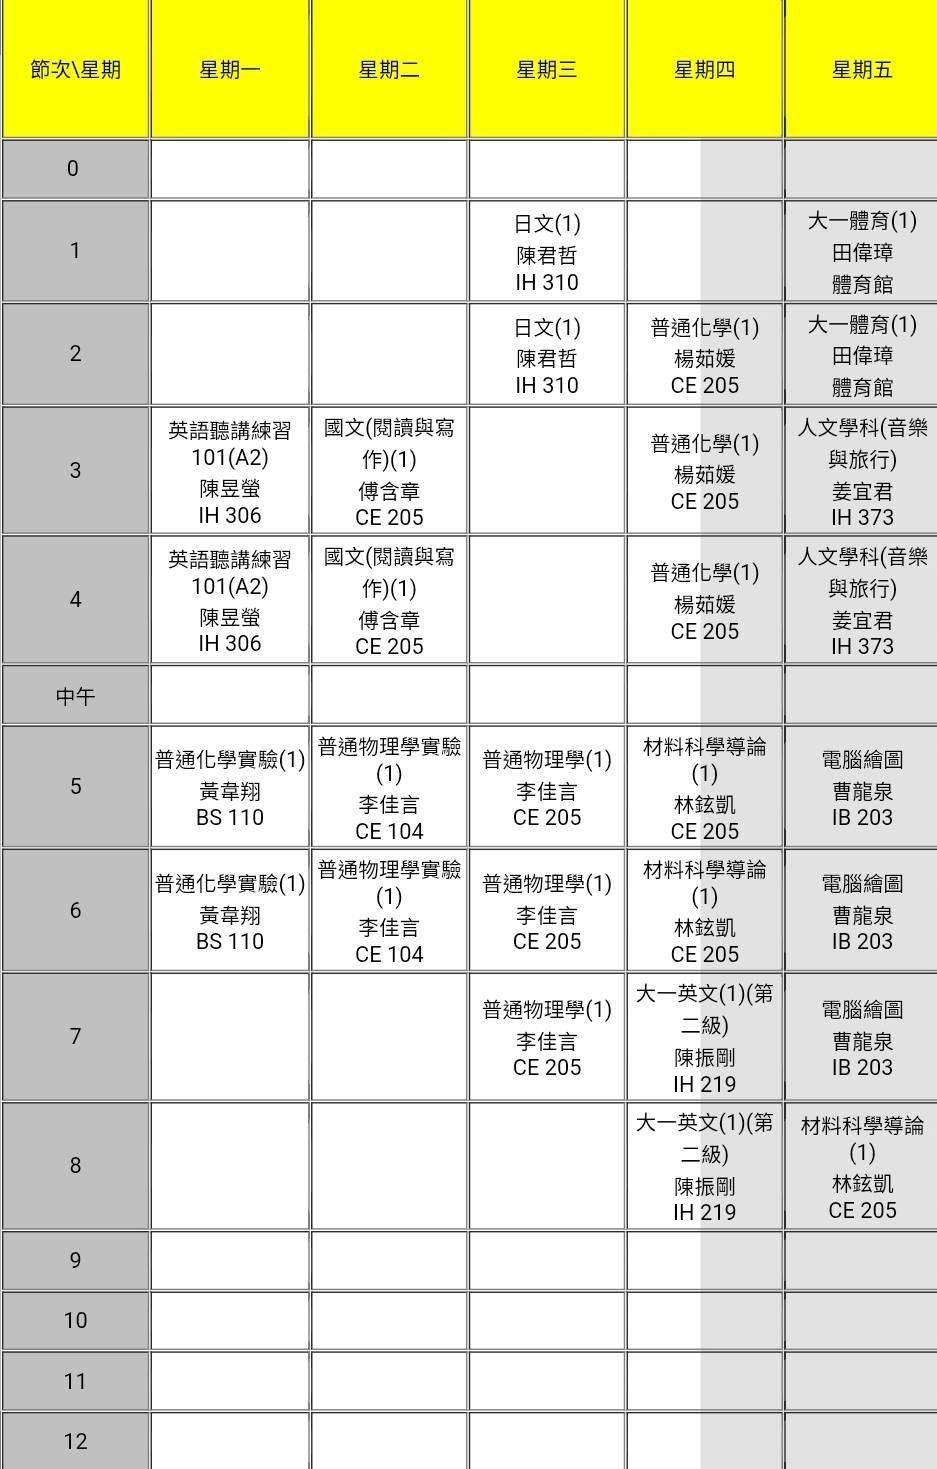 節次\星期 星期一 星期二 星期三 星期四 星期五
0
1
日文(1)
陳君哲
IH 310
大一體育(1)
田偉璋
體育館
2
日文(1)
陳君哲
IH 310
普通化學(1)
楊茹媛
CE 205
大一體育(1)
田偉璋
體育館
3
英語聽講練習
101(A2)
陳昱螢
IH 306
國文(閱讀與寫
作)(1)
傅含章
CE 205
普通化學(1)
楊茹媛
CE 205
人文學科(音樂
與旅行)
姜宜君
IH 373
4
英語聽講練習
101(A2)
陳昱螢
IH 306
國文(閱讀與寫
作)(1)
傅含章
CE 205
普通化學(1)
楊茹媛
CE 205
人文學科(音樂
與旅行)
姜宜君
IH 373
中午
5
普通化學實驗(1)
黃韋翔
BS 110
普通物理學實驗
(1)
李佳言
CE 104
普通物理學(1)
李佳言
CE 205
材料科學導論
(1)
林鉉凱
CE 205
電腦繪圖
曹龍泉
IB 203
6
普通化學實驗(1)
黃韋翔
BS 110
普通物理學實驗
(1)
李佳言
CE 104
普通物理學(1)
李佳言
CE 205
材料科學導論
(1)
林鉉凱
CE 205
電腦繪圖
曹龍泉
IB 203
7
普通物理學(1)
李佳言
CE 205
大一英文(1)(第
二級)
陳振剛
IH 219
電腦繪圖
曹龍泉
IB 203
8
大一英文(1)(第
二級)
陳振剛
IH 219
材料科學導論
(1)
林鉉凱
CE 205
9
10
11
12